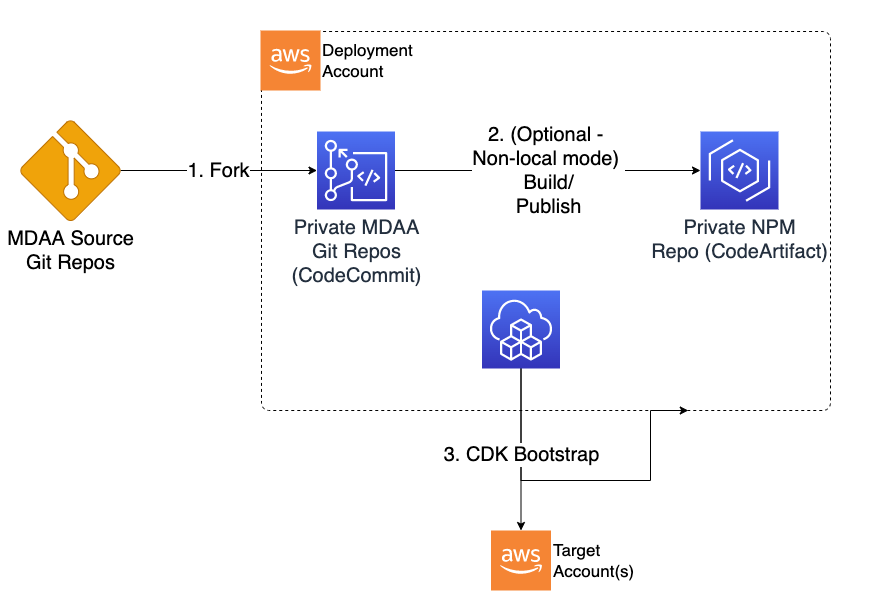 aws
Deployment
Account
1. Fork
2. (Optional -
Non-local mode)
Build/
Publish
</>
</>
MDAA Source
Git Repos
Private MDAA
Git Repos
(CodeCommit)
Private NPM
Repo (CodeArtifact)
3. CDK Bootstrap
aws
Target
Account(s)